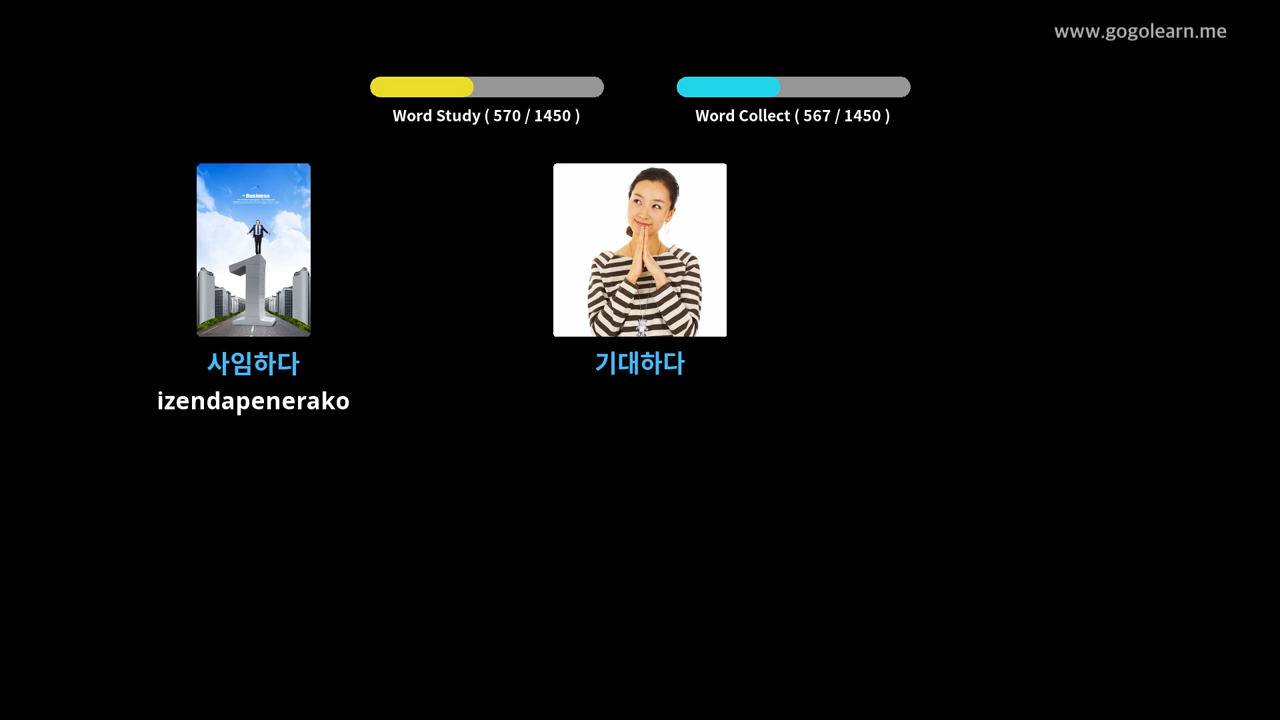 www.gogolearn.me
Word Study ( 570 / 1450 )
Word Collect ( 567 / 1450 )
Business
사임하다
기대하다
izendapenerako